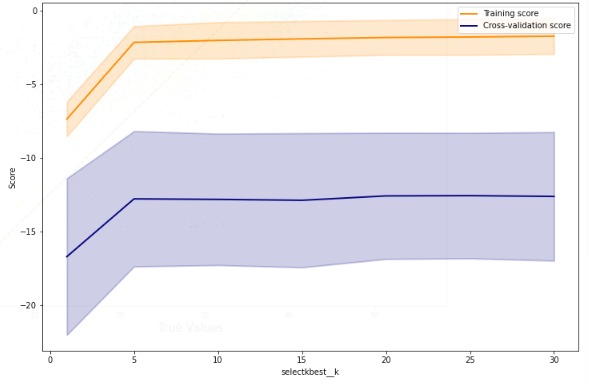 Training score
Cross-validation score
0
−5
−10
−15
−20
Score
0 5 10 15 20 25 30
selectkbest__k
True Values